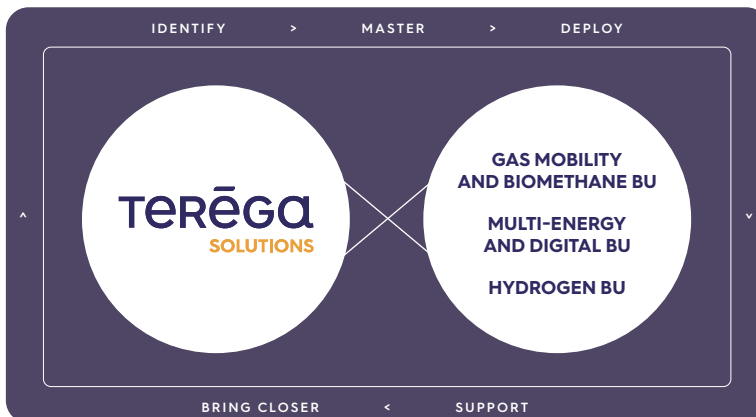 IDENTIFY > MASTER > DEPLOY
TERĒGA
SOLUTIONS
GAS MOBILITY
AND BIOMETHANE BU
MULTI-ENERGY
AND DIGITAL BU
HYDROGEN BU
BRING CLOSER < SUPPORT